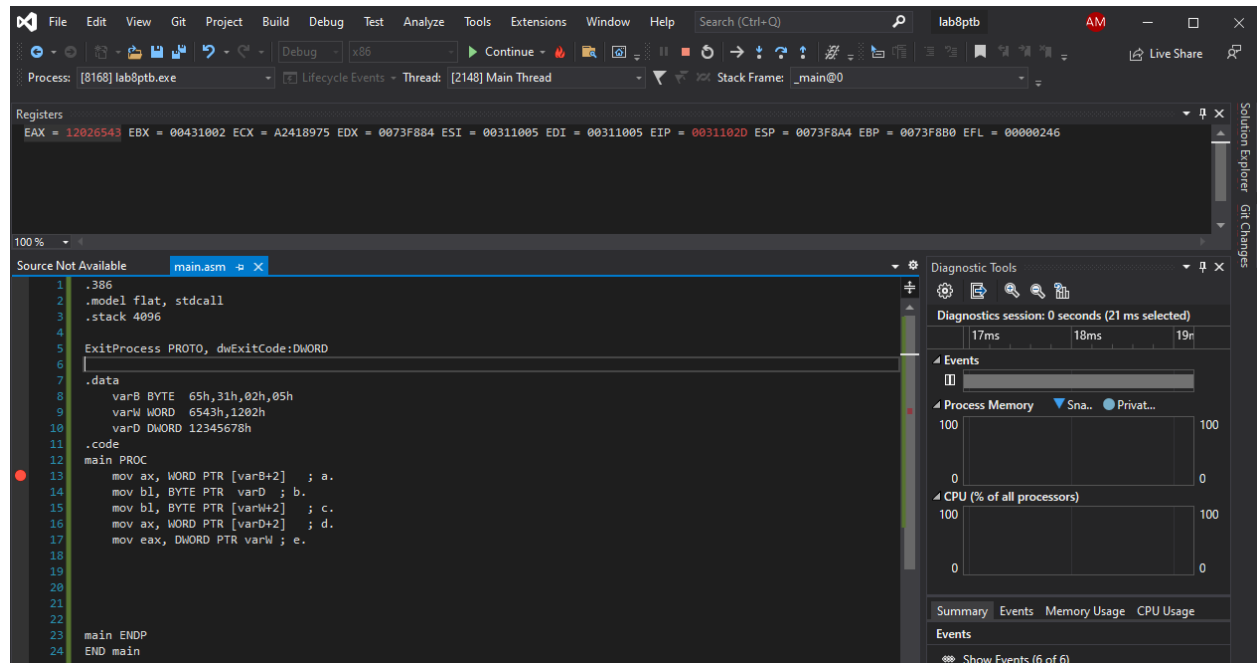 File Edit View Git Project Build Debug Test Analyze Tools Extensions Window Help Search (Ctrl+Q) lab8ptb AM
Debug x86 Continue Live Share
Process: [8168] lab8ptb.exe Lifecycle Events Thread: [2148] Main Thread Stack Frame: _main@0
Registers
EAX = 12026543 EBX = 00431002 ECX = A2418975 EDX = 0073F884 ESI = 00311005 EDI = 00311005 EIP = 0031102D ESP = 0073F8A4 EBP = 0073F8B0 EFL = 00000246
100 %
Source Not Available main.asm
1 .386
2 .model flat, stdcall
3 .stack 4096
4
5 ExitProcess PROTO, dwExitCode:DWORD
6
7 .data
8 varB BYTE 65h,31h,02h,05h
9 varW WORD 6543h,1202h
10 varD DWORD 12345678h
11 .code
12 main PROC
13 mov ax, WORD PTR [varB+2] ; a.
14 mov bl, BYTE PTR varD ; b.
15 mov bl, BYTE PTR [varW+2] ; c.
16 mov ax, WORD PTR [varD+2] ; d.
17 mov eax, DWORD PTR varW ; e.
18
19
20
21
22
23 main ENDP
24 END main
Diagnostic Tools
Diagnostics session: 0 seconds (21 ms selected)
17ms 18ms 19m
Events
Process Memory Sna.. Privat...
100 100
0 0
CPU (% of all processors)
100 100
0 0
Summary Events Memory Usage CPU Usage
Events
Show Events (6 of 6)
Solution Explorer
Git Changes